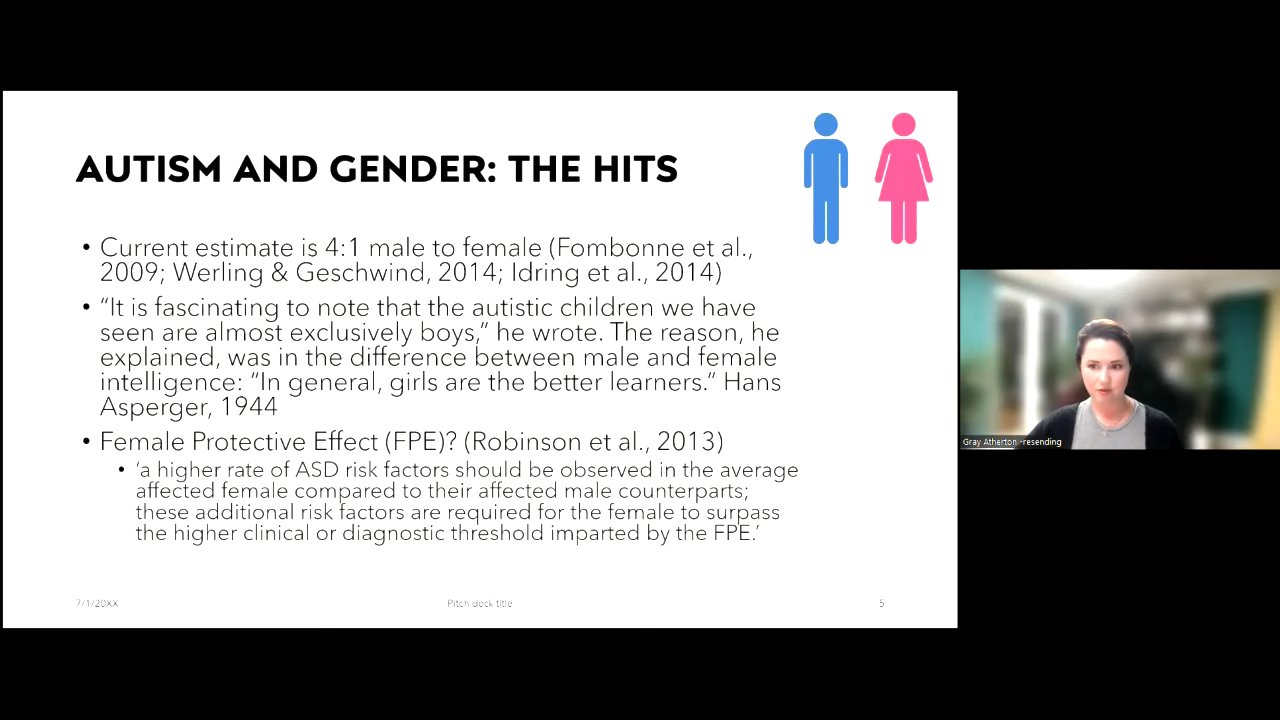 AUTISM AND GENDER: THE HITS
• Current estimate is 4:1 male to female (Fombonne et al.,
2009; Werling & Geschwind, 2014; Idring et al., 2014)
• “It is fascinating to note that the autistic children we have
seen are almost exclusively boys,” he wrote. The reason, he
explained, was in the difference between male and female
intelligence: “In general, girls are the better learners.” Hans
Asperger, 1944
• Female Protective Effect (FPE)? (Robinson et al., 2013)
• ‘a higher rate of ASD risk factors should be observed in the average
affected female compared to their affected male counterparts;
these additional risk factors are required for the female to surpass
the higher clinical or diagnostic threshold imparted by the FPE.’
7/1/20XX
Pitch deck title
5
Gray Atherton -resending